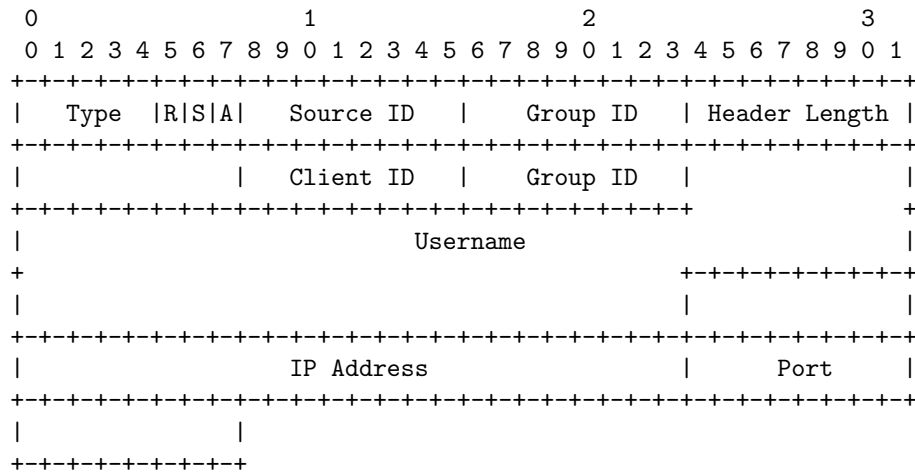 0 1 2 3
0 1 2 3 4 5 6 7 8 9 0 1 2 3 4 5 6 7 8 9 0 1 2 3 4 5 6 7 8 9 0 1
+-+-+-+-+-+-+-+-+-+-+-+-+-+-+-+-+-+-+-+-+-+-+-+-+-+-+-+-+-+-+-+-+
| Type |R|S|A| Source ID | Group ID | Header Length |
+-+-+-+-+-+-+-+-+-+-+-+-+-+-+-+-+-+-+-+-+-+-+-+-+-+-+-+-+-+-+-+-+
| | Client ID | Group ID | |
+-+-+-+-+-+-+-+-+-+-+-+-+-+-+-+-+-+-+-+-+-+-+-+-+ +
| Username |
+ +-+-+-+-+-+-+-+-+
| | |
+-+-+-+-+-+-+-+-+-+-+-+-+-+-+-+-+-+-+-+-+-+-+-+-+-+-+-+-+-+-+-+-+
| IP Address | Port |
+-+-+-+-+-+-+-+-+-+-+-+-+-+-+-+-+-+-+-+-+-+-+-+-+-+-+-+-+-+-+-+-+
| |
+-+-+-+-+-+-+-+-+